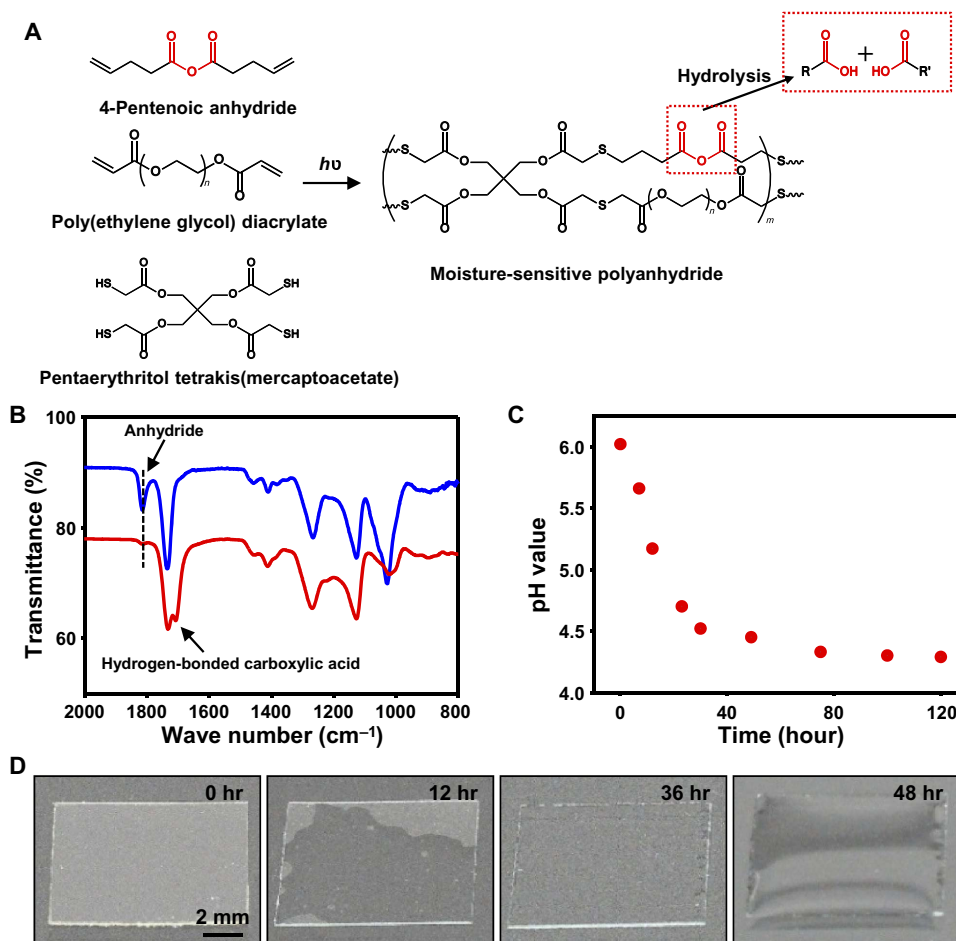 A
O O
O
4-Pentenoic anhydride
O
O
O
n
O
Poly(ethylene glycol) diacrylate
hυ
HS
O
O
O
O
SH
HS
O
O
O
O
SH
Pentaerythritol tetrakis(mercaptoacetate)
Hydrolysis
O
R
OH
+
O
HO
R'
S
O
O
O
O
S
O O
O
S
S
O
O
O
O
S
O
O
n
O
O
S
m
Moisture-sensitive polyanhydride
B
100
80
60
Transmittance (%)
Anhydride
Hydrogen-bonded carboxylic acid
2000 1600 1400 1200 1000 800
Wave number (cm⁻¹)
C
6.0
5.5
5.0
4.5
4.0
pH value
0 40 80 120
Time (hour)
D
0 hr
2 mm
12 hr
36 hr
48 hr